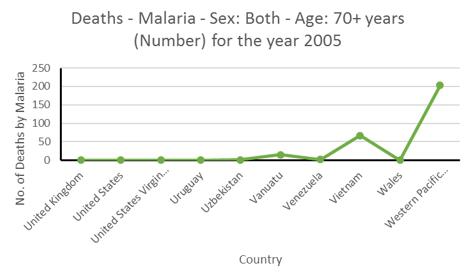 Deaths - Malaria - Sex: Both - Age: 70+ years
(Number) for the year 2005
No. of Deaths by Malaria
250
200
150
100
50
0
United Kingdom
United States
United States Virgin...
Uruguay
Uzbekistan
Vanuatu
Venezuela
Vietnam
Wales
Western Pacific...
Country